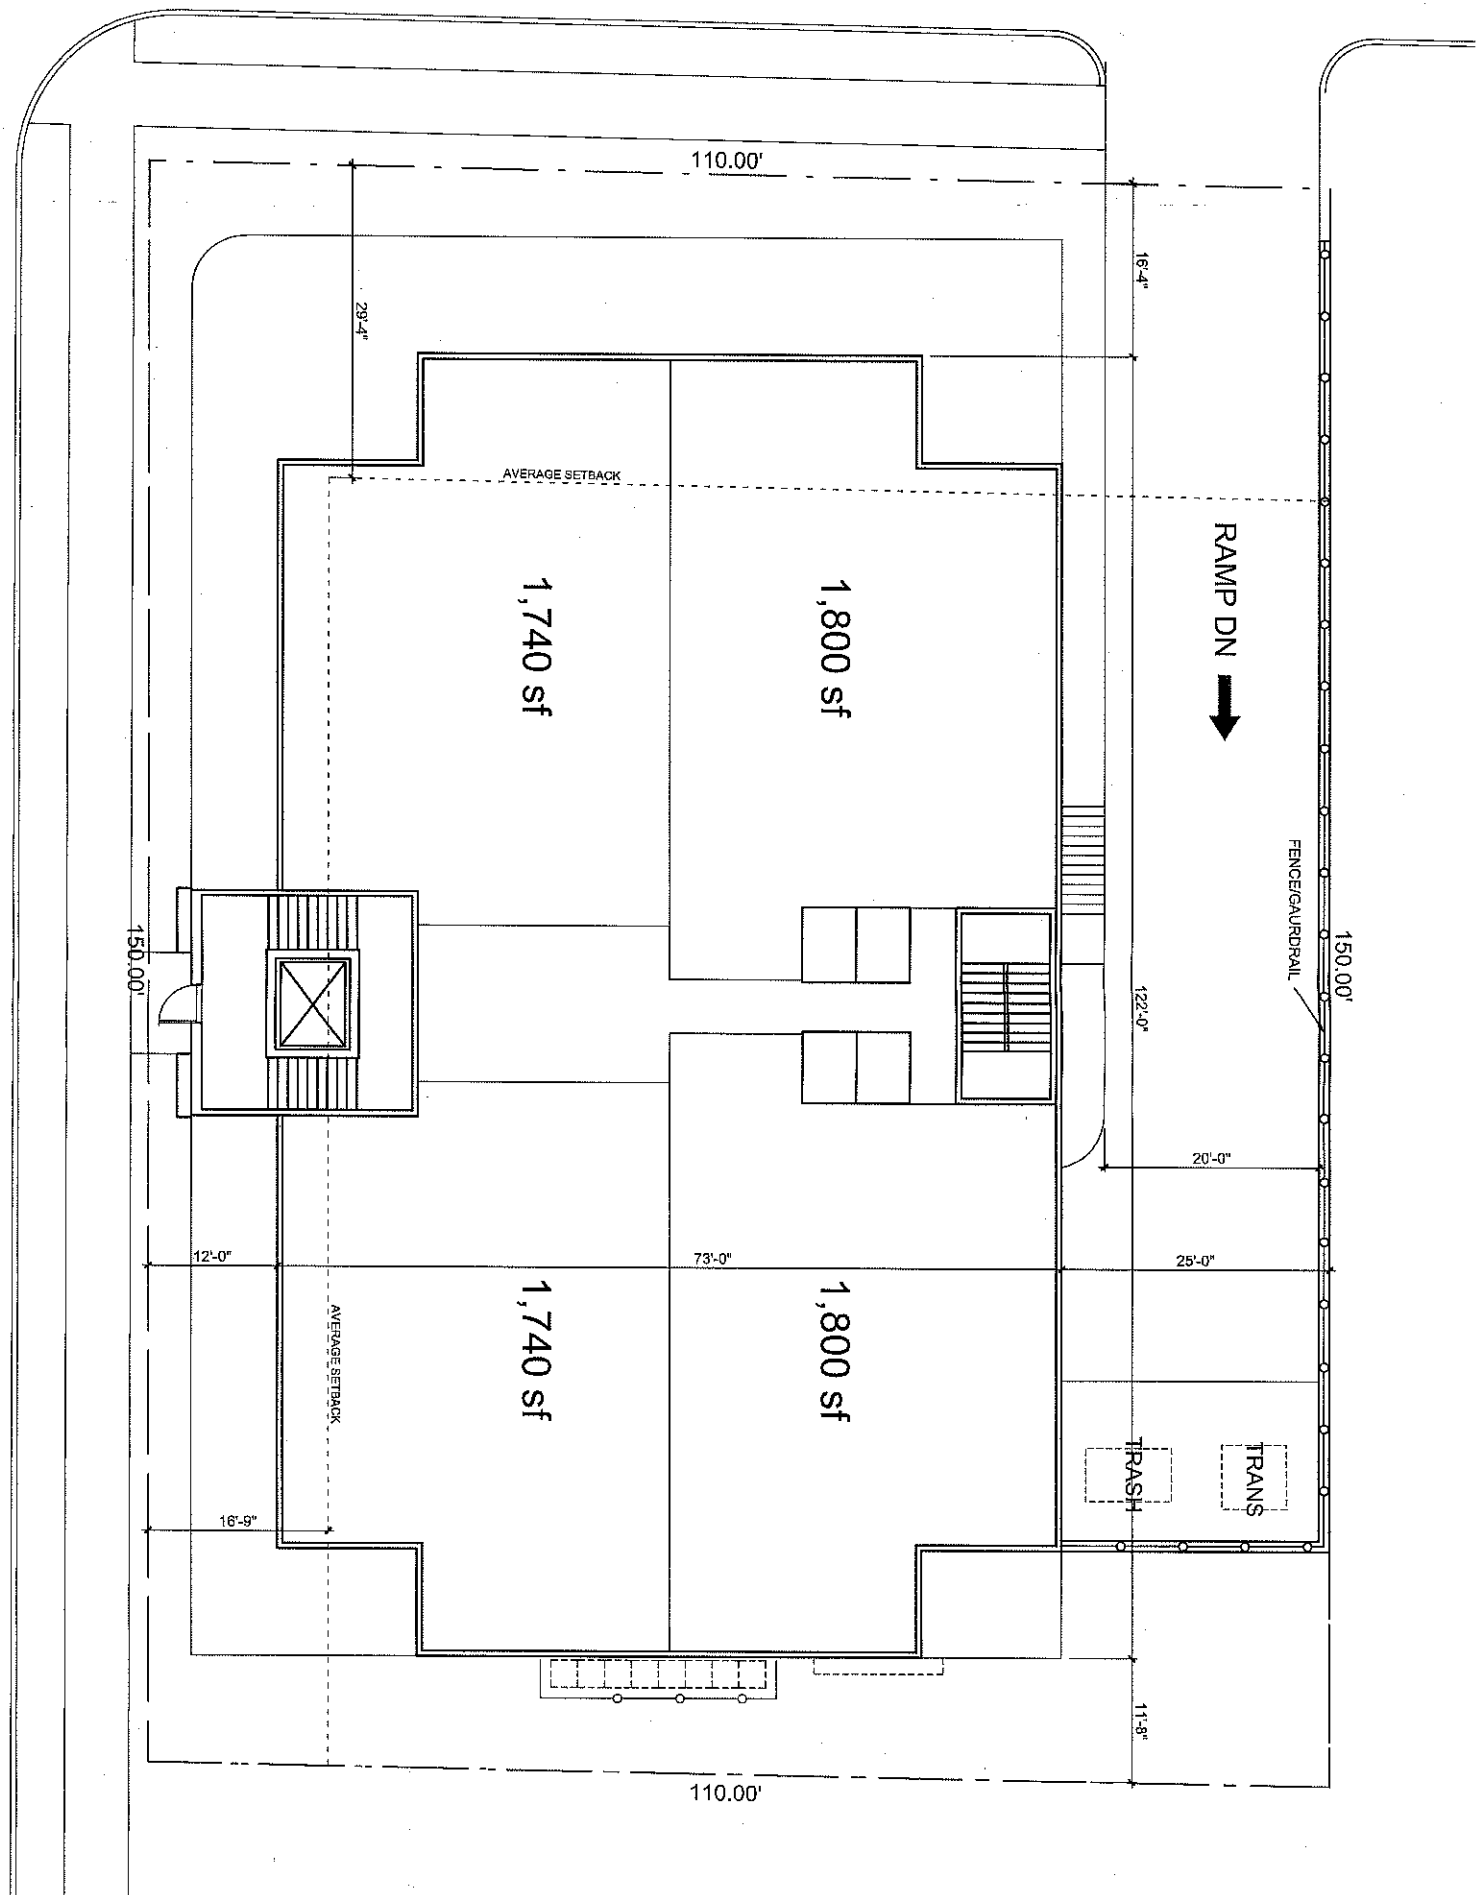 110.00'
16'-4"
29'-4"
AVERAGE SETBACK
RAMP DN
1,740 sf
1,800 sf
FENCE/GAURDRAIL
150.00'
150.00'
122'-0"
20'-0"
12'-0"
73'-0"
25'-0"
1,740 sf
1,800 sf
AVERAGE SETBACK
TRASH
TRANS
16'-9"
11'-8"
110.00'